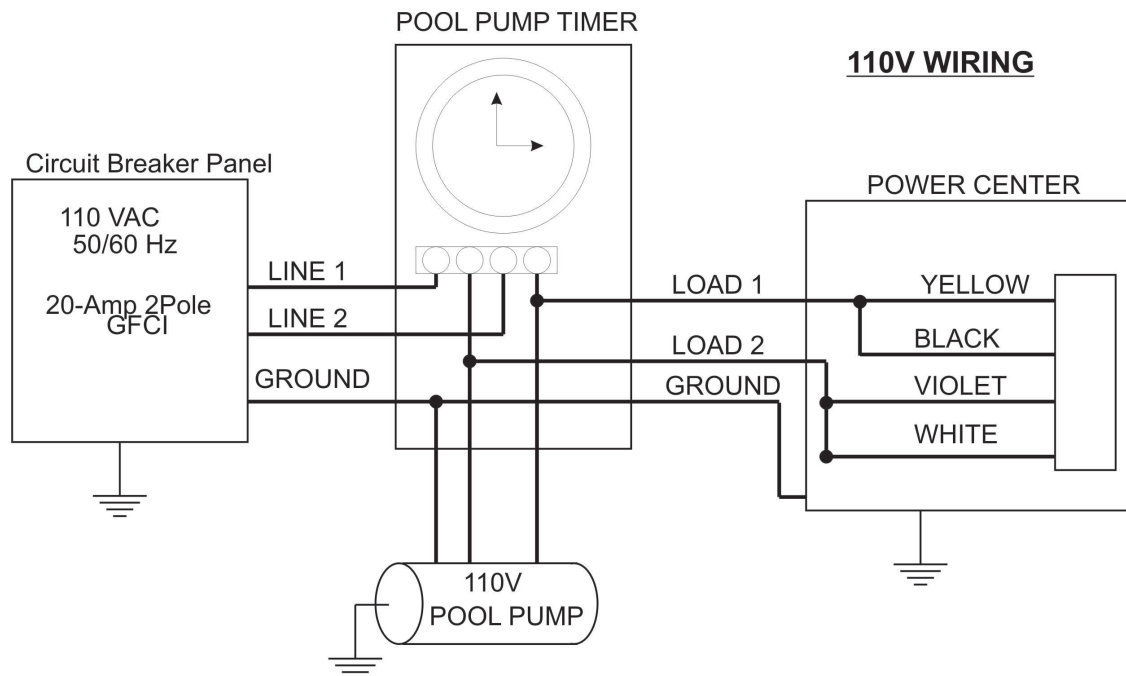 POOL PUMP TIMER
110V WIRING
Circuit Breaker Panel
110 VAC
50/60 Hz
20-Amp 2Pole
GFCI
LINE 1
LINE 2
GROUND
LOAD 1
LOAD 2
GROUND
POWER CENTER
YELLOW
BLACK
VIOLET
WHITE
110V
POOL PUMP